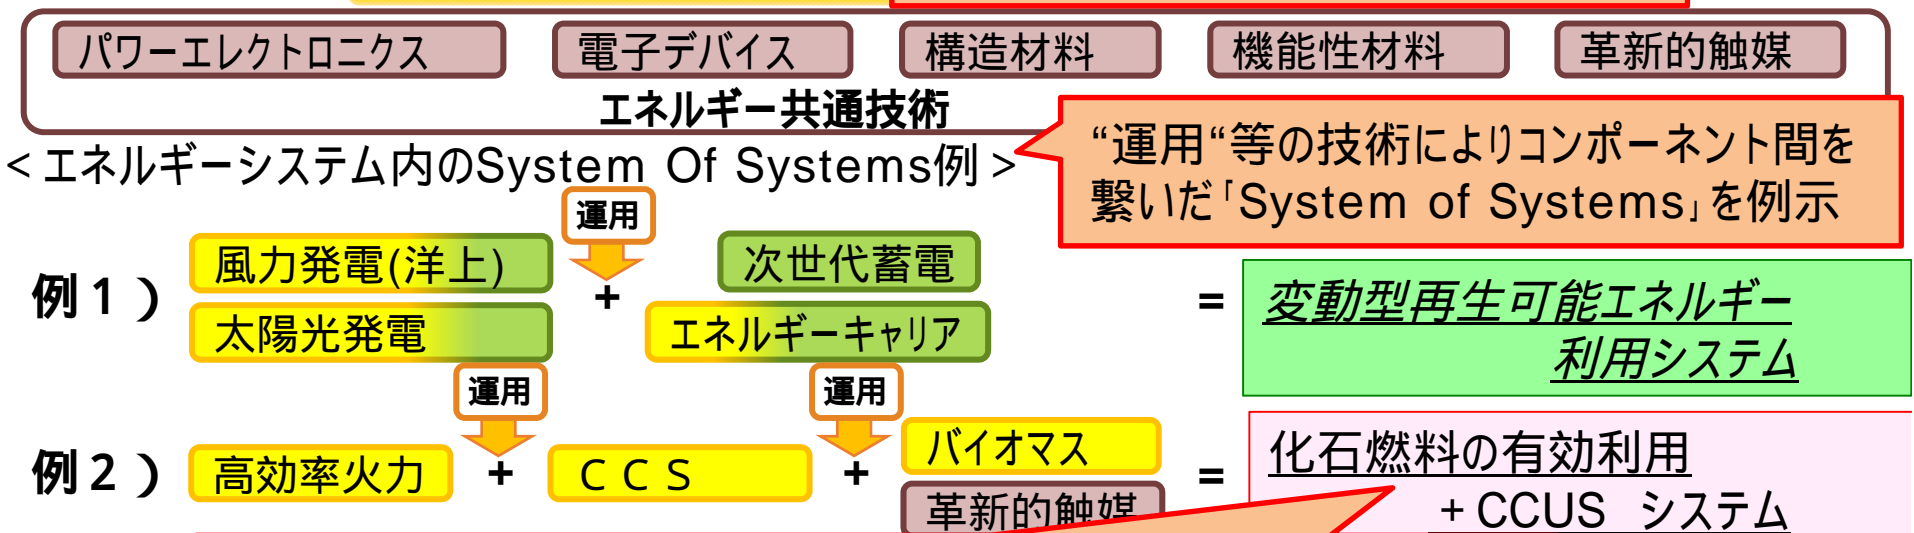 パワーエレクトロニクス 電子デバイス 構造材料 機能性材料 革新的触媒
エネルギー共通技術
<エネルギーシステム内のSystem Of Systems例>
“運用“等の技術によりコンポーネント間を
繋いだ「System of Systems」を例示
運用
例1) 風力発電(洋上) + 次世代蓄電 = 変動型再生可能エネルギー
太陽光発電 エネルギーキャリア 利用システム
運用 運用
例2) 高効率火力 + CCS + バイオマス = 化石燃料の有効利用
革新的触媒 +CCUS システム